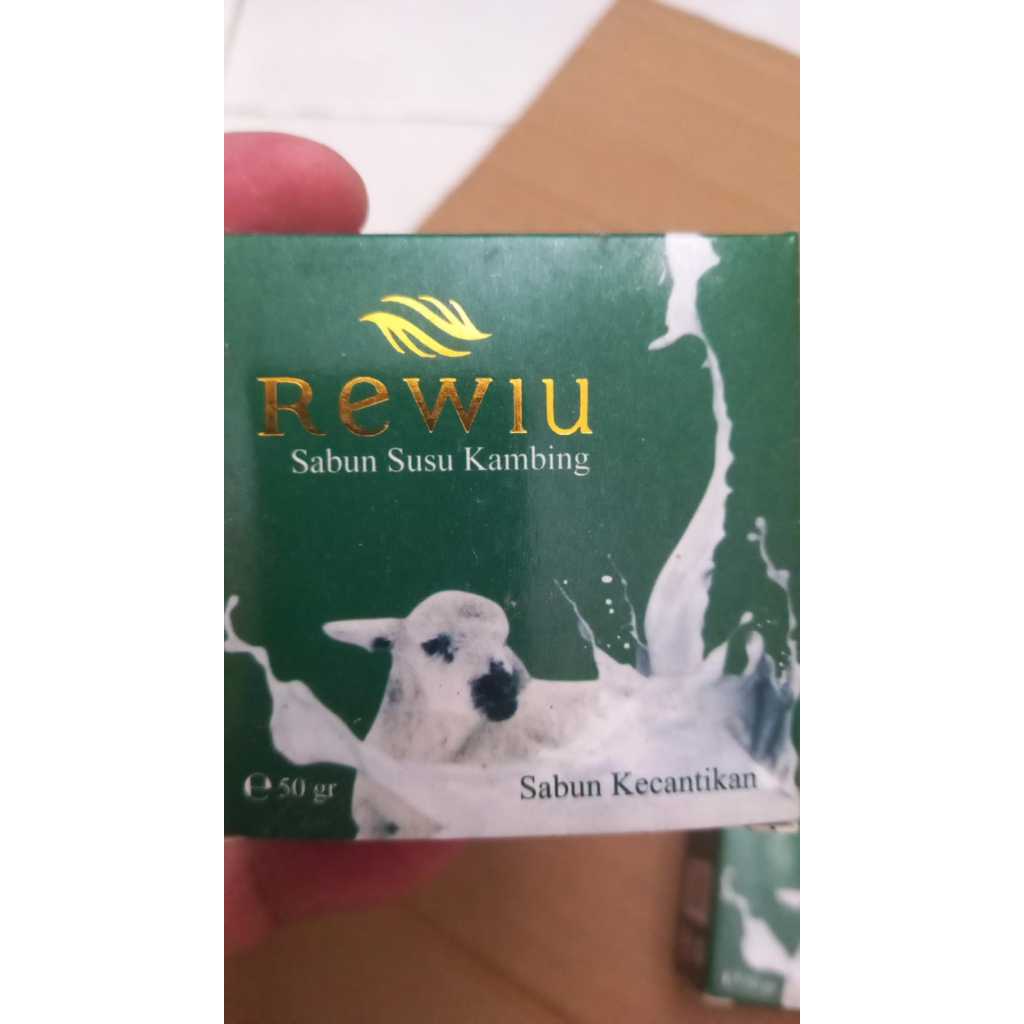 Rewiu
Sabun Susu Kambing
℮ 50 gr
Sabun Kecantikan